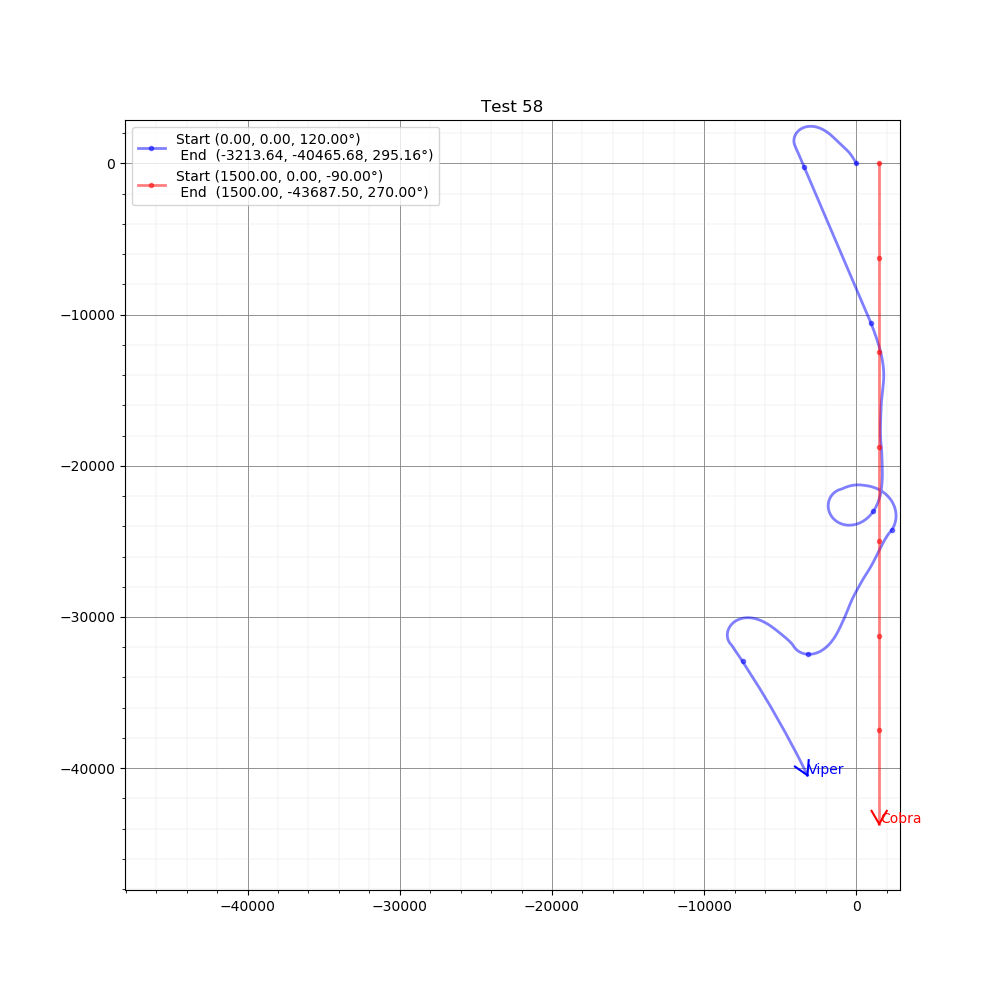 Test 58
Start (0.00, 0.00, 120.00°)
End (-3213.64, -40465.68, 295.16°)
Start (1500.00, 0.00, -90.00°)
End (1500.00, -43687.50, 270.00°)
0
−10000
−20000
−30000
−40000
Viper
Cobra
−40000 −30000 −20000 −10000 0